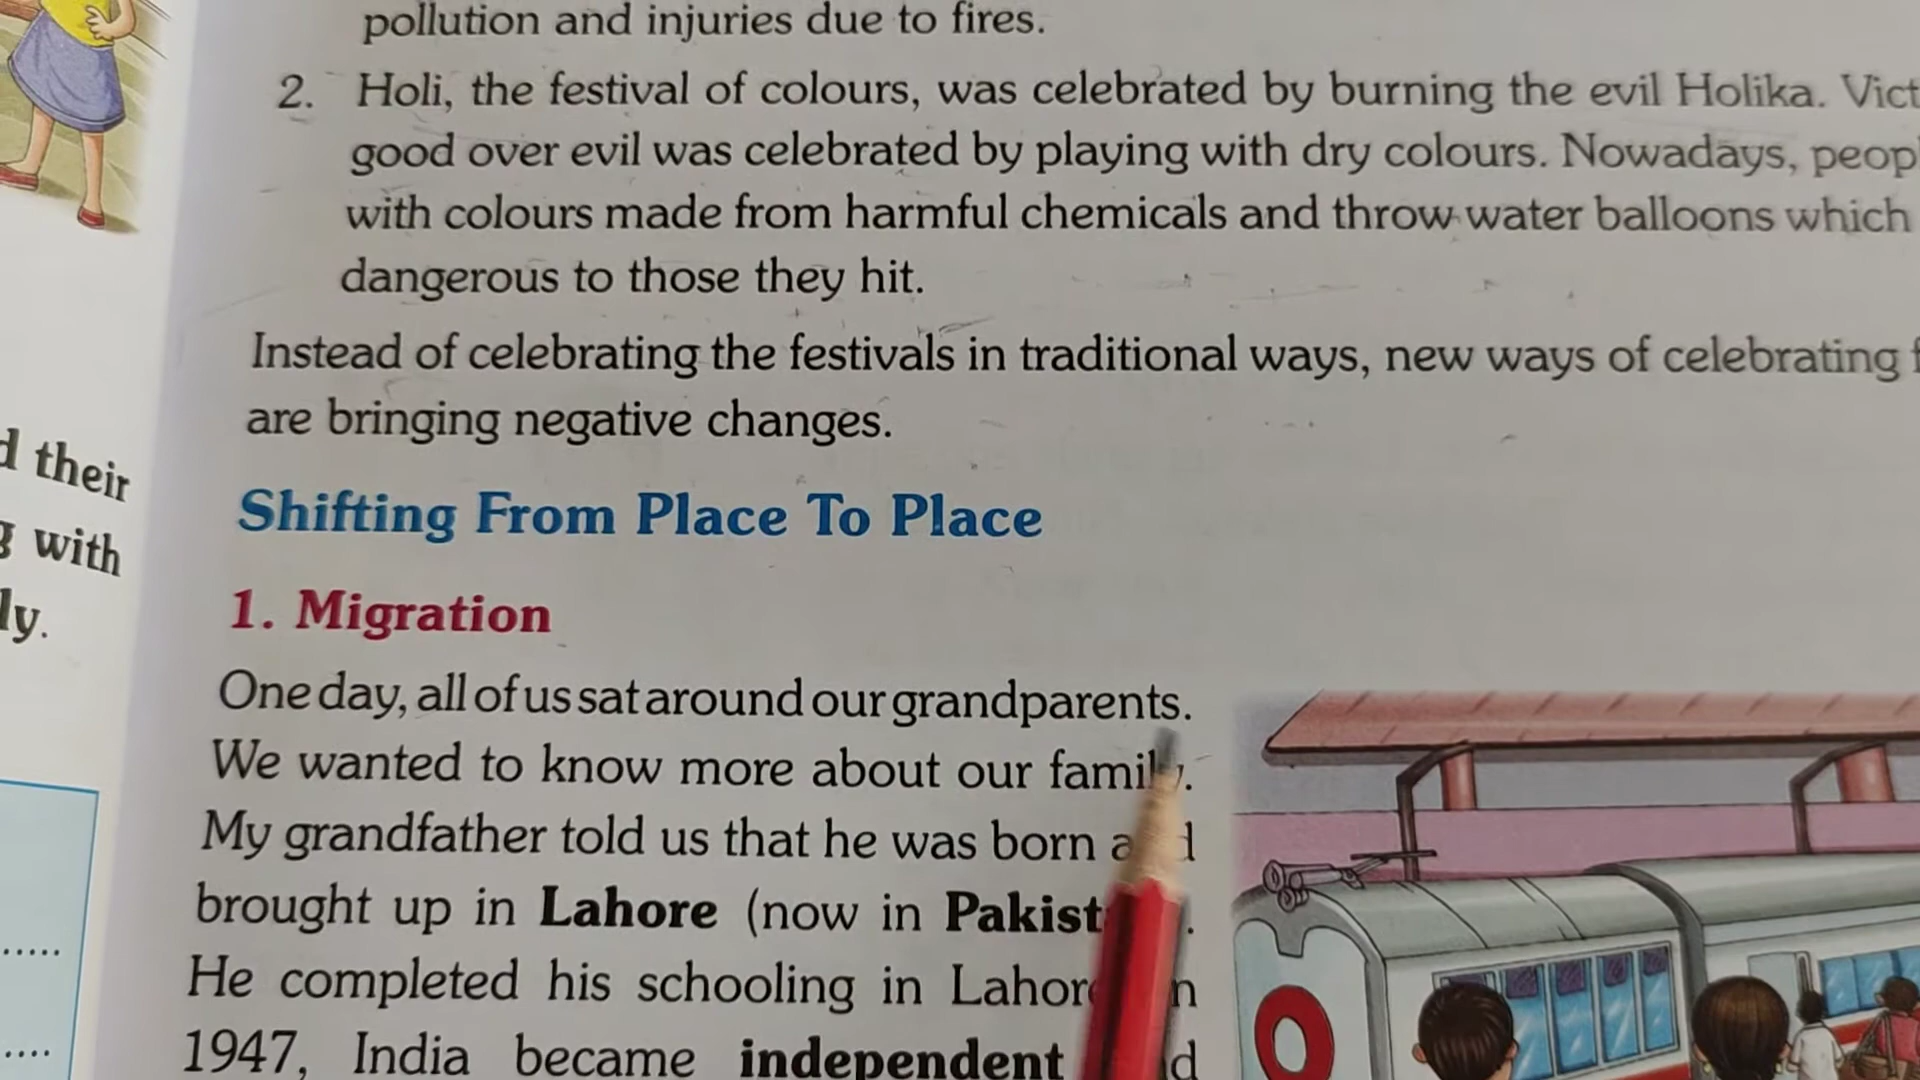 pollution and injuries due to fires.
2. Holi, the festival of colours, was celebrated by burning the evil Holika.
good over evil was celebrated by playing with dry colours. Nowadays,
with colours made from harmful chemicals and throw water balloons which
dangerous to those they hit.
Instead of celebrating the festivals in traditional ways, new ways of celebrating
are bringing negative changes.
d their
g with
ly.
Shifting From Place To Place
1. Migration
One day, all of us sat around our grandparents.
We wanted to know more about our family.
My grandfather told us that he was born
brought up in Lahore (now in
He completed his schooling in
1947, India became independent